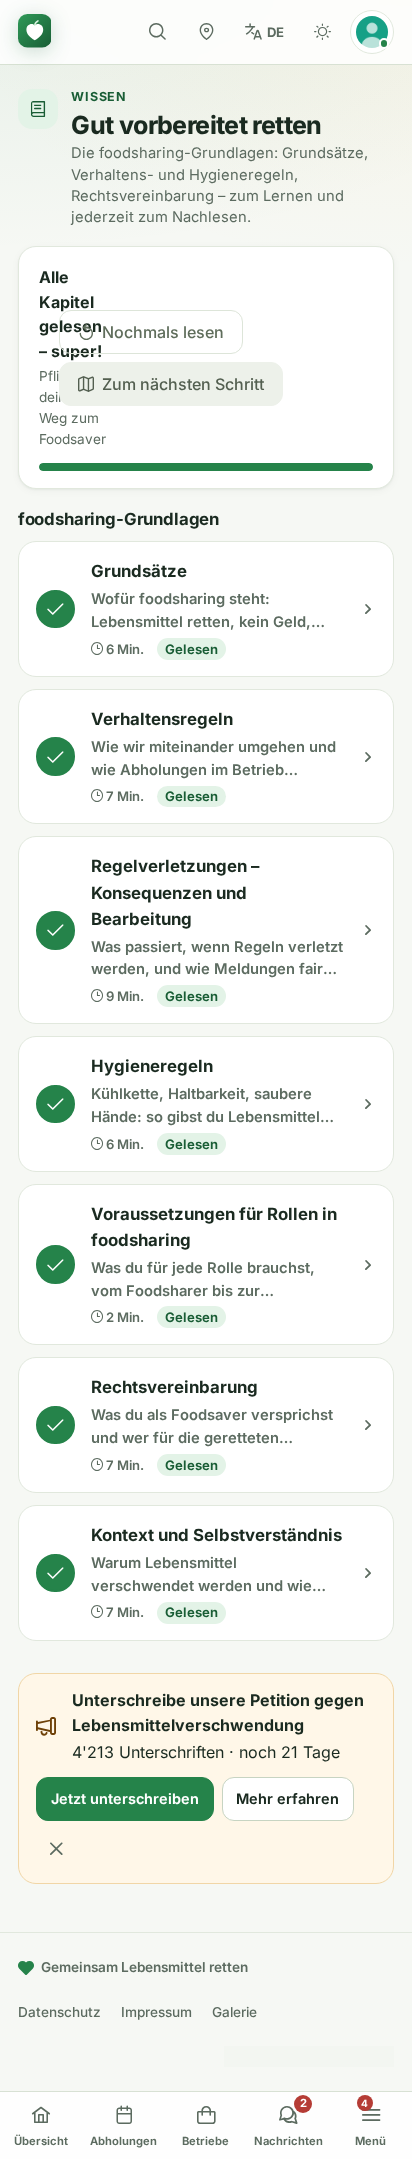 DE
WISSEN
Gut vorbereitet retten
Die foodsharing-Grundlagen: Grundsätze,
Verhaltens- und Hygieneregeln,
Rechtsvereinbarung – zum Lernen und
jederzeit zum Nachlesen.
Alle
Kapitel
gelesen
– super!
Nochmals lesen
Zum nächsten Schritt
Weg zum
Foodsaver
foodsharing-Grundlagen
Grundsätze
Wofür foodsharing steht:
Lebensmittel retten, kein Geld,...
6 Min. Gelesen
Verhaltensregeln
Wie wir miteinander umgehen und
wie Abholungen im Betrieb...
7 Min. Gelesen
Regelverletzungen –
Konsequenzen und
Bearbeitung
Was passiert, wenn Regeln verletzt
werden, und wie Meldungen fair...
9 Min. Gelesen
Hygieneregeln
Kühlkette, Haltbarkeit, saubere
Hände: so gibst du Lebensmittel...
6 Min. Gelesen
Voraussetzungen für Rollen in
foodsharing
Was du für jede Rolle brauchst,
vom Foodsharer bis zur...
2 Min. Gelesen
Rechtsvereinbarung
Was du als Foodsaver versprichst
und wer für die geretteten...
7 Min. Gelesen
Kontext und Selbstverständnis
Warum Lebensmittel
verschwendet werden und wie...
7 Min. Gelesen
Unterschreibe unsere Petition gegen
Lebensmittelverschwendung
4'213 Unterschriften · noch 21 Tage
Jetzt unterschreiben Mehr erfahren
Gemeinsam Lebensmittel retten
Datenschutz Impressum Galerie
2 4
Übersicht Abholungen Betriebe Nachrichten Menü